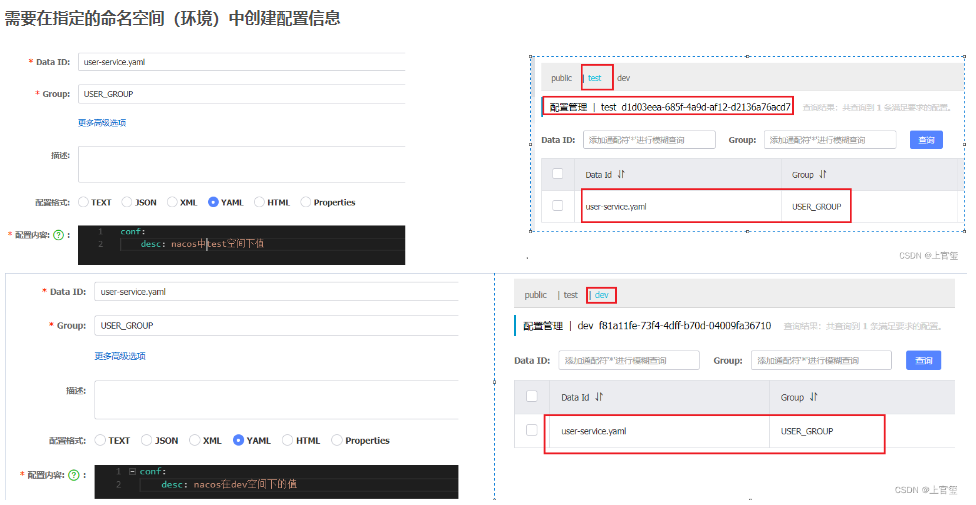 需要在指定的命名空间（环境）中创建配置信息
* Data ID: user-service.yaml
* Group: USER_GROUP
更多高级选项
描述:
配置格式: TEXT JSON XML YAML HTML Properties
* 配置内容: ? :
1 conf:
2 desc: nacos中test空间下值
public | test dev
配置管理 | test d1d03eea-685f-4a9d-af12-d2136a76acd7 查询结果：共查询到 1 条满足要求的配置。
Data ID: 添加通配符'*'进行模糊查询 Group: 添加通配符'*'进行模糊查询 查询
Data Id Group
user-service.yaml USER_GROUP
CSDN @上官玺
* Data ID: user-service.yaml
* Group: USER_GROUP
更多高级选项
描述:
配置格式: TEXT JSON XML YAML HTML Properties
* 配置内容: ? :
1 conf:
2 desc: nacos在dev空间下的值
public | test | dev
配置管理 | dev f81a11fe-73f4-4dff-b70d-04009fa36710 查询结果：共查询到 1 条满足要求的配置。
Data ID: 添加通配符'*'进行模糊查询 Group: 添加通配符'*'进行模糊查询 查询
Data Id Group
user-service.yaml USER_GROUP
CSDN @上官玺